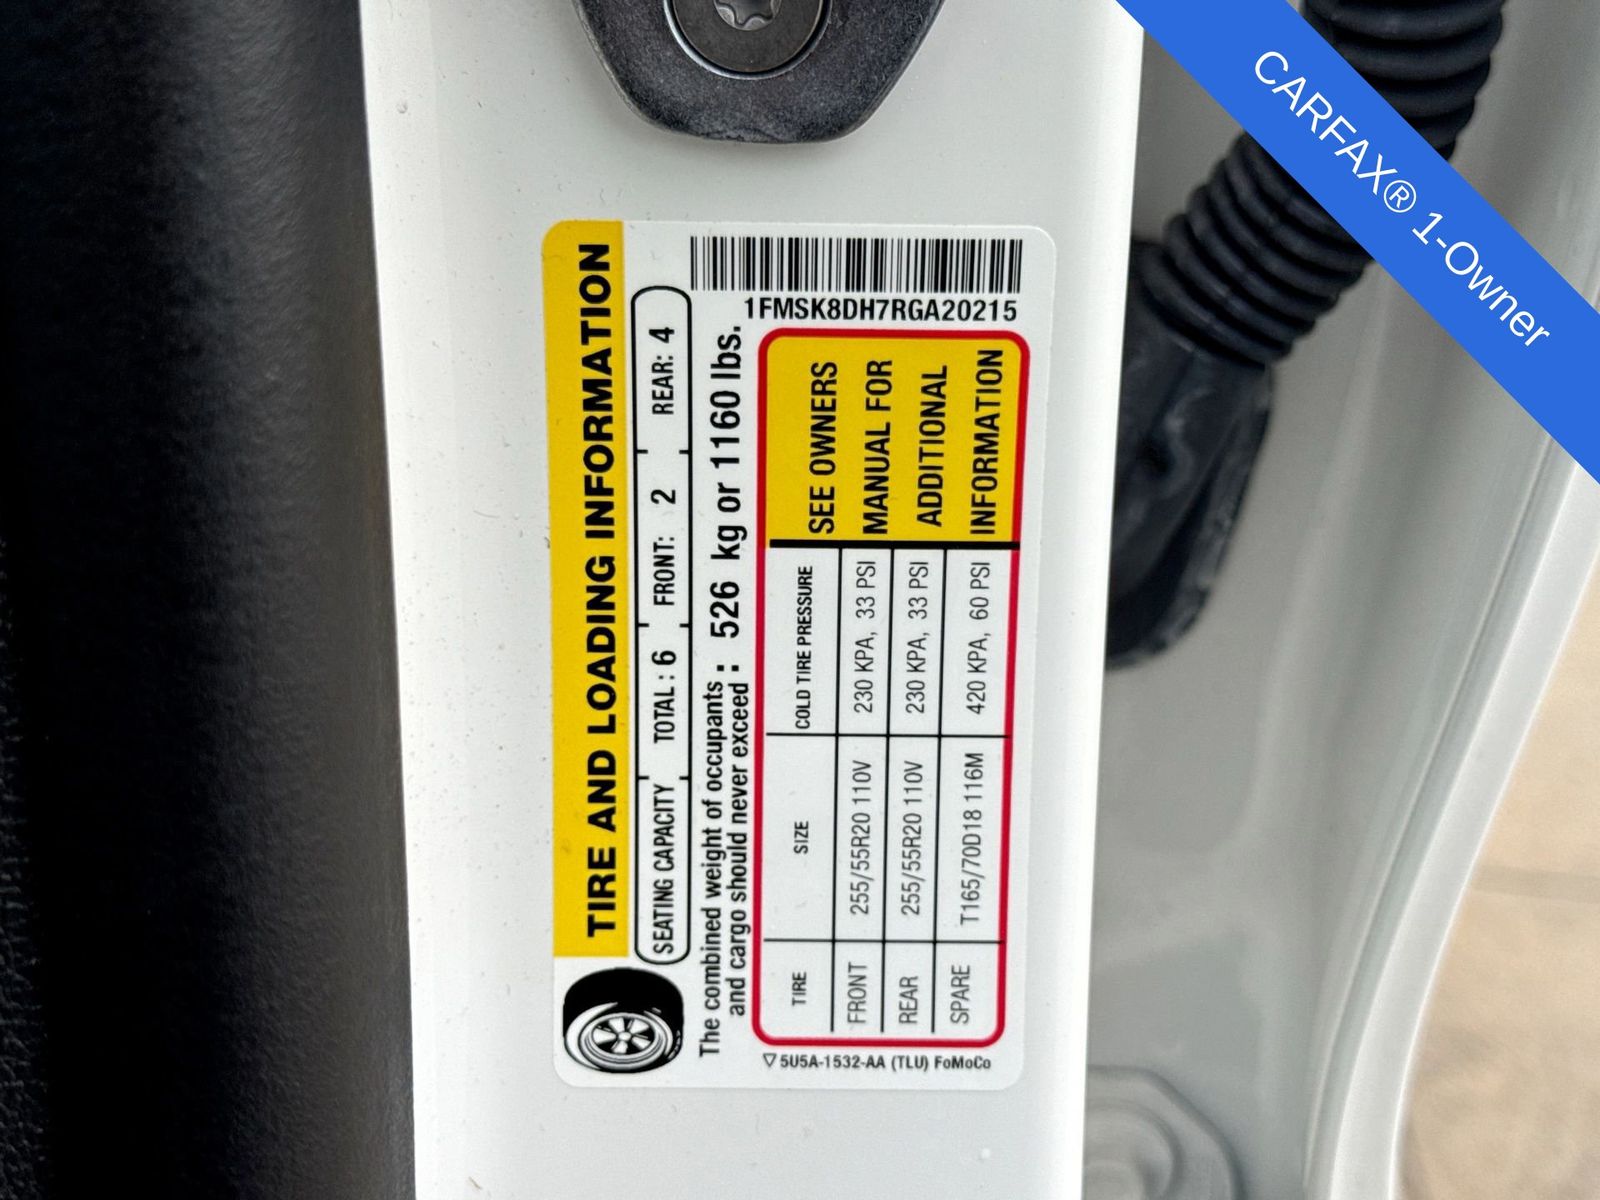 TIRE AND LOADING INFORMATION
SEATING CAPACITY TOTAL : 6 FRONT: 2 REAR: 4
The combined weight of occupants and cargo should never exceed : 526 kg or 1160 lbs.
TIRE SIZE COLD TIRE PRESSURE
FRONT 255/55R20 110V 230 KPA, 33 PSI
REAR 255/55R20 110V 230 KPA, 33 PSI
SPARE T165/70D18 116M 420 KPA, 60 PSI
SEE OWNERS
MANUAL FOR
ADDITIONAL
INFORMATION
1FMSK8DH7RGA20215
5U5A-1532-AA (TLU) FoMoCo
CARFAX® 1-Owner